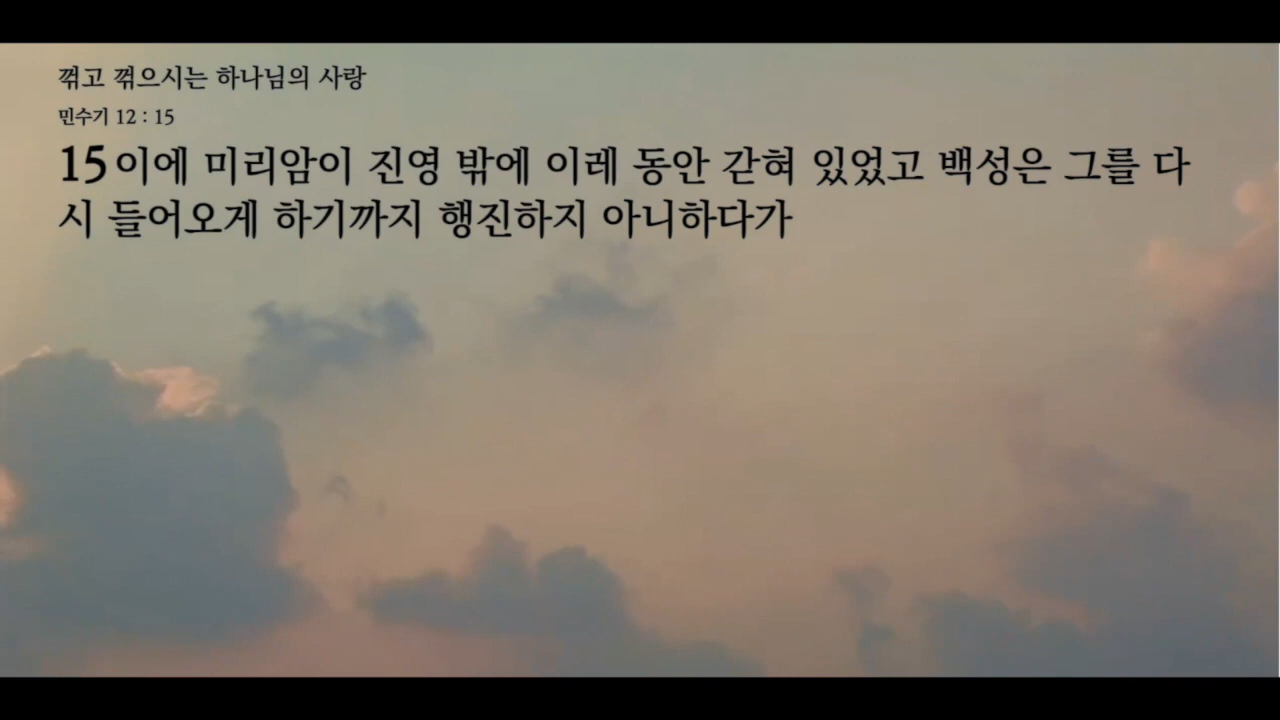 꺾고 꺾으시는 하나님의 사랑
민수기 12 : 15
15 이에 미리암이 진영 밖에 이레 동안 갇혀 있었고 백성은 그를 다
시 들어오게 하기까지 행진하지 아니하다가